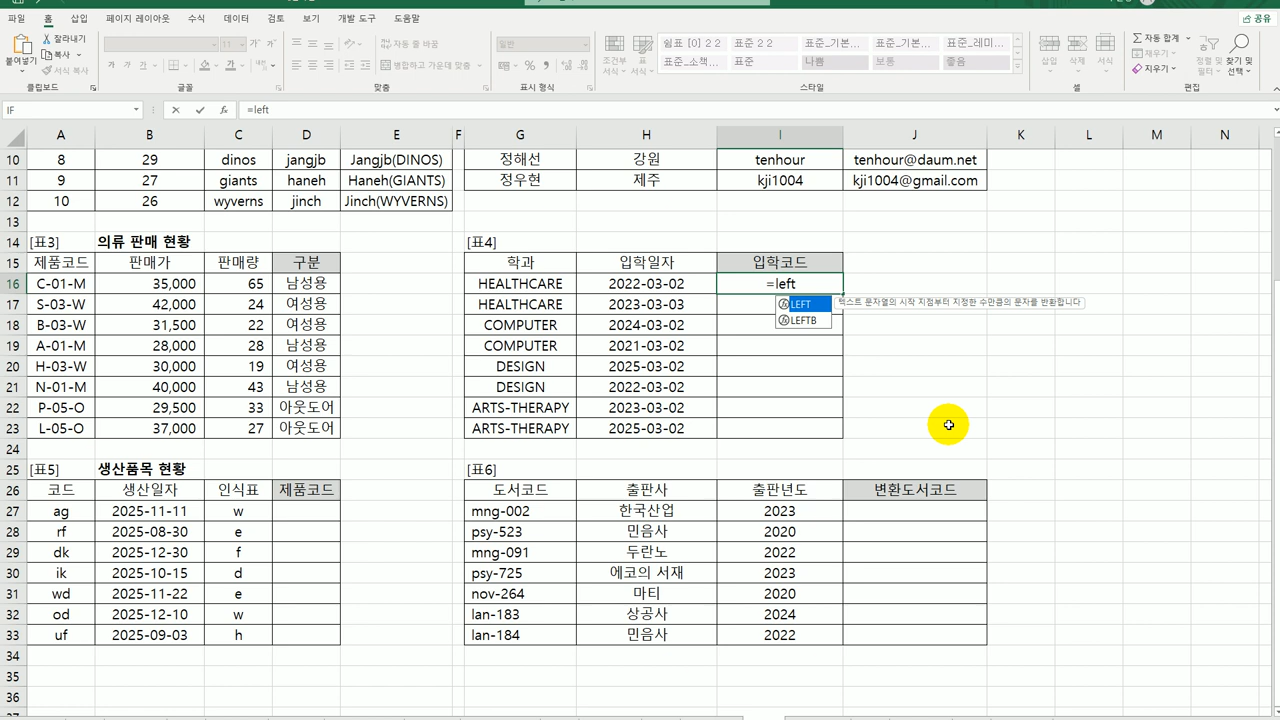 파일 홈 삽입 페이지 레이아웃 수식 데이터 검토 보기 개발 도구 도움말 공유
잘라내기 11 자동 줄 바꿈 일반 쉼표 [0] 2 2 표준 2 2 표준_기본... 표준_기본... 표준_레미... 자동 합계
복사 채우기
붙여넣기 서식 복사 가 가 가 병합하고 가운데 맞춤 조건부 서식 표 서식 표준_소책... 표준 나쁨 보통 좋음 삽입 삭제 서식 지우기 정렬 및 필터 찾기 및 선택
클립보드 글꼴 맞춤 표시 형식 스타일 셀 편집
IF =left
A B C D E F G H I J K L M N
10 8 29 dinos jangjb Jangjb(DINOS) 정해선 강원 tenhour tenhour@daum.net
11 9 27 giants haneh Haneh(GIANTS) 정우현 제주 kji1004 kji1004@gmail.com
12 10 26 wyverns jinch Jinch(WYVERNS)
13
14 [표3] 의류 판매 현황 [표4]
15 제품코드 판매가 판매량 구분 학과 입학일자 입학코드
16 C-01-M 35,000 65 남성용 HEALTHCARE 2022-03-02 =left
17 S-03-W 42,000 24 여성용 HEALTHCARE 2023-03-03 LEFT 텍스트 문자열의 시작 지점부터 지정한 수만큼의 문자를 반환합니다
LEFTB
18 B-03-W 31,500 22 여성용 COMPUTER 2024-03-02
19 A-01-M 28,000 28 남성용 COMPUTER 2021-03-02
20 H-03-W 30,000 19 여성용 DESIGN 2025-03-02
21 N-01-M 40,000 43 남성용 DESIGN 2022-03-02
22 P-05-O 29,500 33 아웃도어 ARTS-THERAPY 2023-03-02
23 L-05-O 37,000 27 아웃도어 ARTS-THERAPY 2025-03-02
24
25 [표5] 생산품목 현황 [표6]
26 코드 생산일자 인식표 제품코드 도서코드 출판사 출판년도 변환도서코드
27 ag 2025-11-11 w mng-002 한국산업 2023
28 rf 2025-08-30 e psy-523 민음사 2020
29 dk 2025-12-30 f mng-091 두란노 2022
30 ik 2025-10-15 d psy-725 에코의 서재 2023
31 wd 2025-11-22 e nov-264 마티 2020
32 od 2025-12-10 w lan-183 상공사 2024
33 uf 2025-09-03 h lan-184 민음사 2022
34
35
36